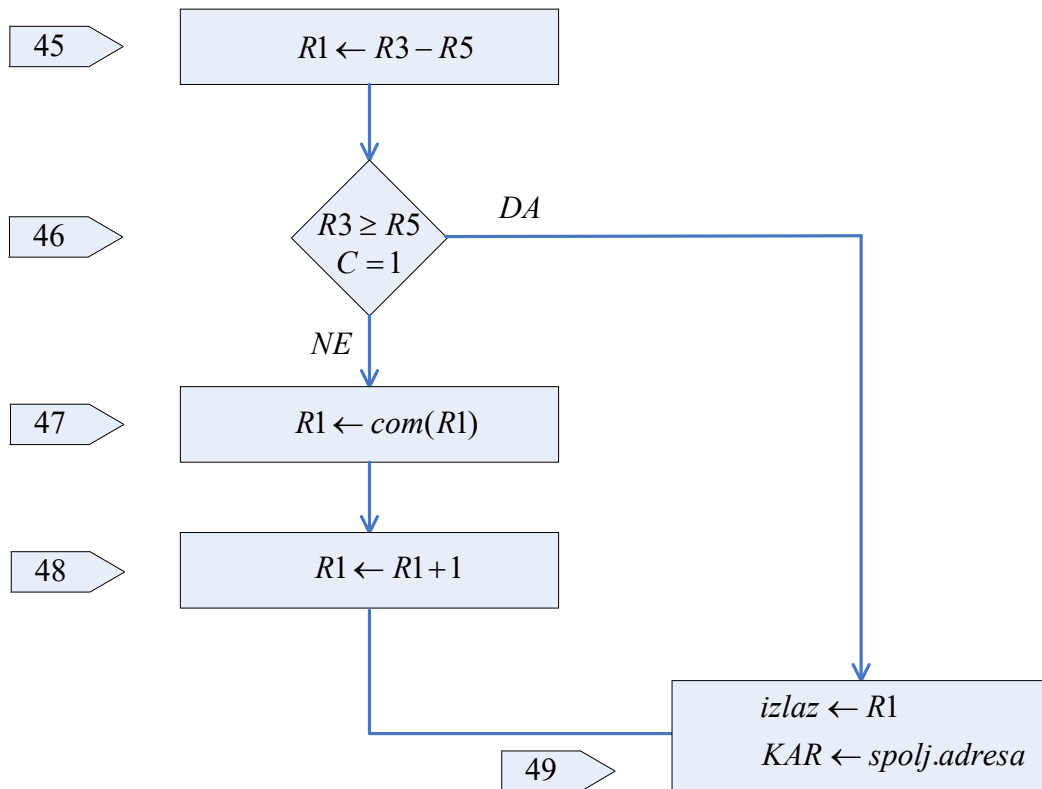 45
R1 ← R3 − R5
46
R3 ≥ R5
C = 1
DA
NE
47
R1 ← com(R1)
48
R1 ← R1 + 1
izlaz ← R1
KAR ← spolj.adresa
49